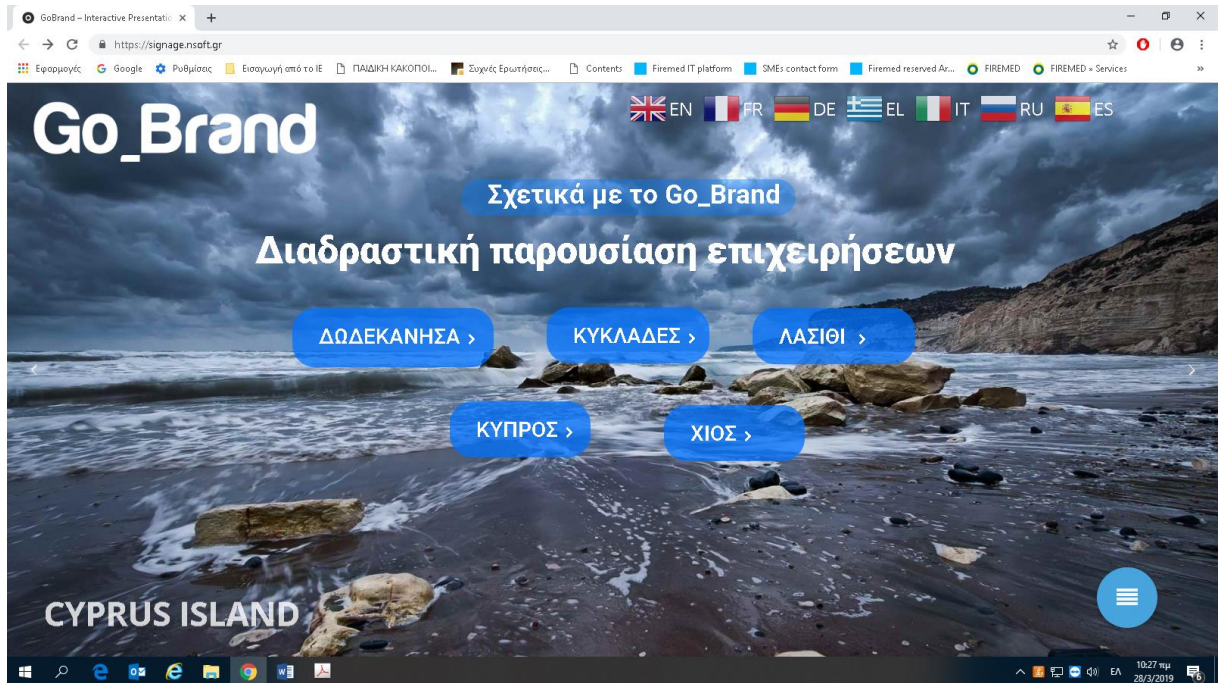 GoBrand – Interactive Presentatio
https://signage.nsoft.gr
Εφαρμογές Google Ρυθμίσεις Εισαγωγή από το IE ΠΑΙΔΙΚΗ ΚΑΚΟΠΟΙ... Συχνές Ερωτήσεις... Contents Firemed IT platform SMEs contact form Firemed reserved Ar... FIREMED FIREMED » Services »
Go_Brand
EN FR DE EL IT RU ES
Σχετικά με το Go_Brand
Διαδραστική παρουσίαση επιχειρήσεων
ΔΩΔΕΚΑΝΗΣΑ › ΚΥΚΛΑΔΕΣ › ΛΑΣΙΘΙ ›
ΚΥΠΡΟΣ › ΧΙΟΣ ›
CYPRUS ISLAND
ΕΛ 10:27 πμ
28/3/2019 6